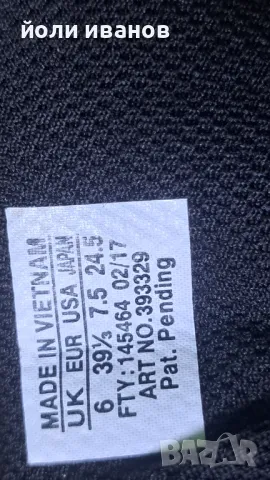 йоли иванов
MADE IN VIETNAM
UK EUR USA JAPAN
6 39⅓ 7.5 24.5
FTY:145464 02/17
ART NO.393329
Pat. Pending
bazar